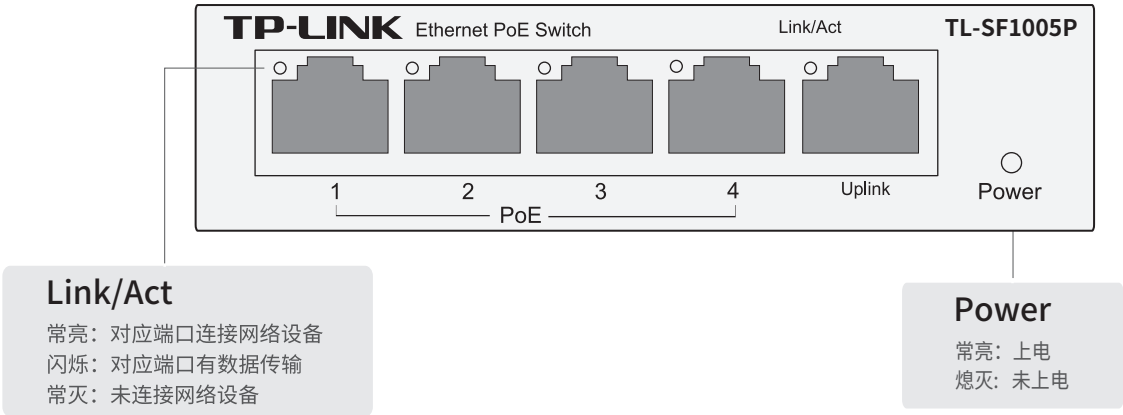 TP-LINK Ethernet PoE Switch Link/Act TL-SF1005P
1 2 3 4 Uplink Power
PoE
Link/Act
常亮：对应端口连接网络设备
闪烁：对应端口有数据传输
常灭：未连接网络设备
Power
常亮：上电
熄灭：未上电